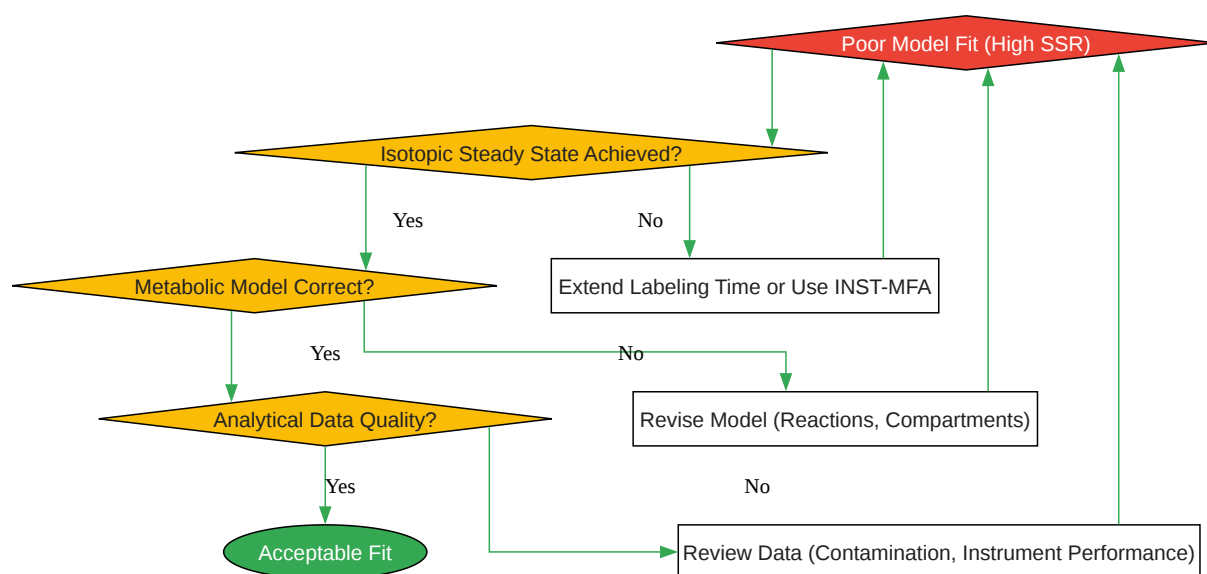 Poor Model Fit (High SSR)
Isotopic Steady State Achieved?
Yes
No
Metabolic Model Correct?
Extend Labeling Time or Use INST-MFA
Yes
No
Analytical Data Quality?
Revise Model (Reactions, Compartments)
Yes
No
Acceptable Fit
Review Data (Contamination, Instrument Performance)